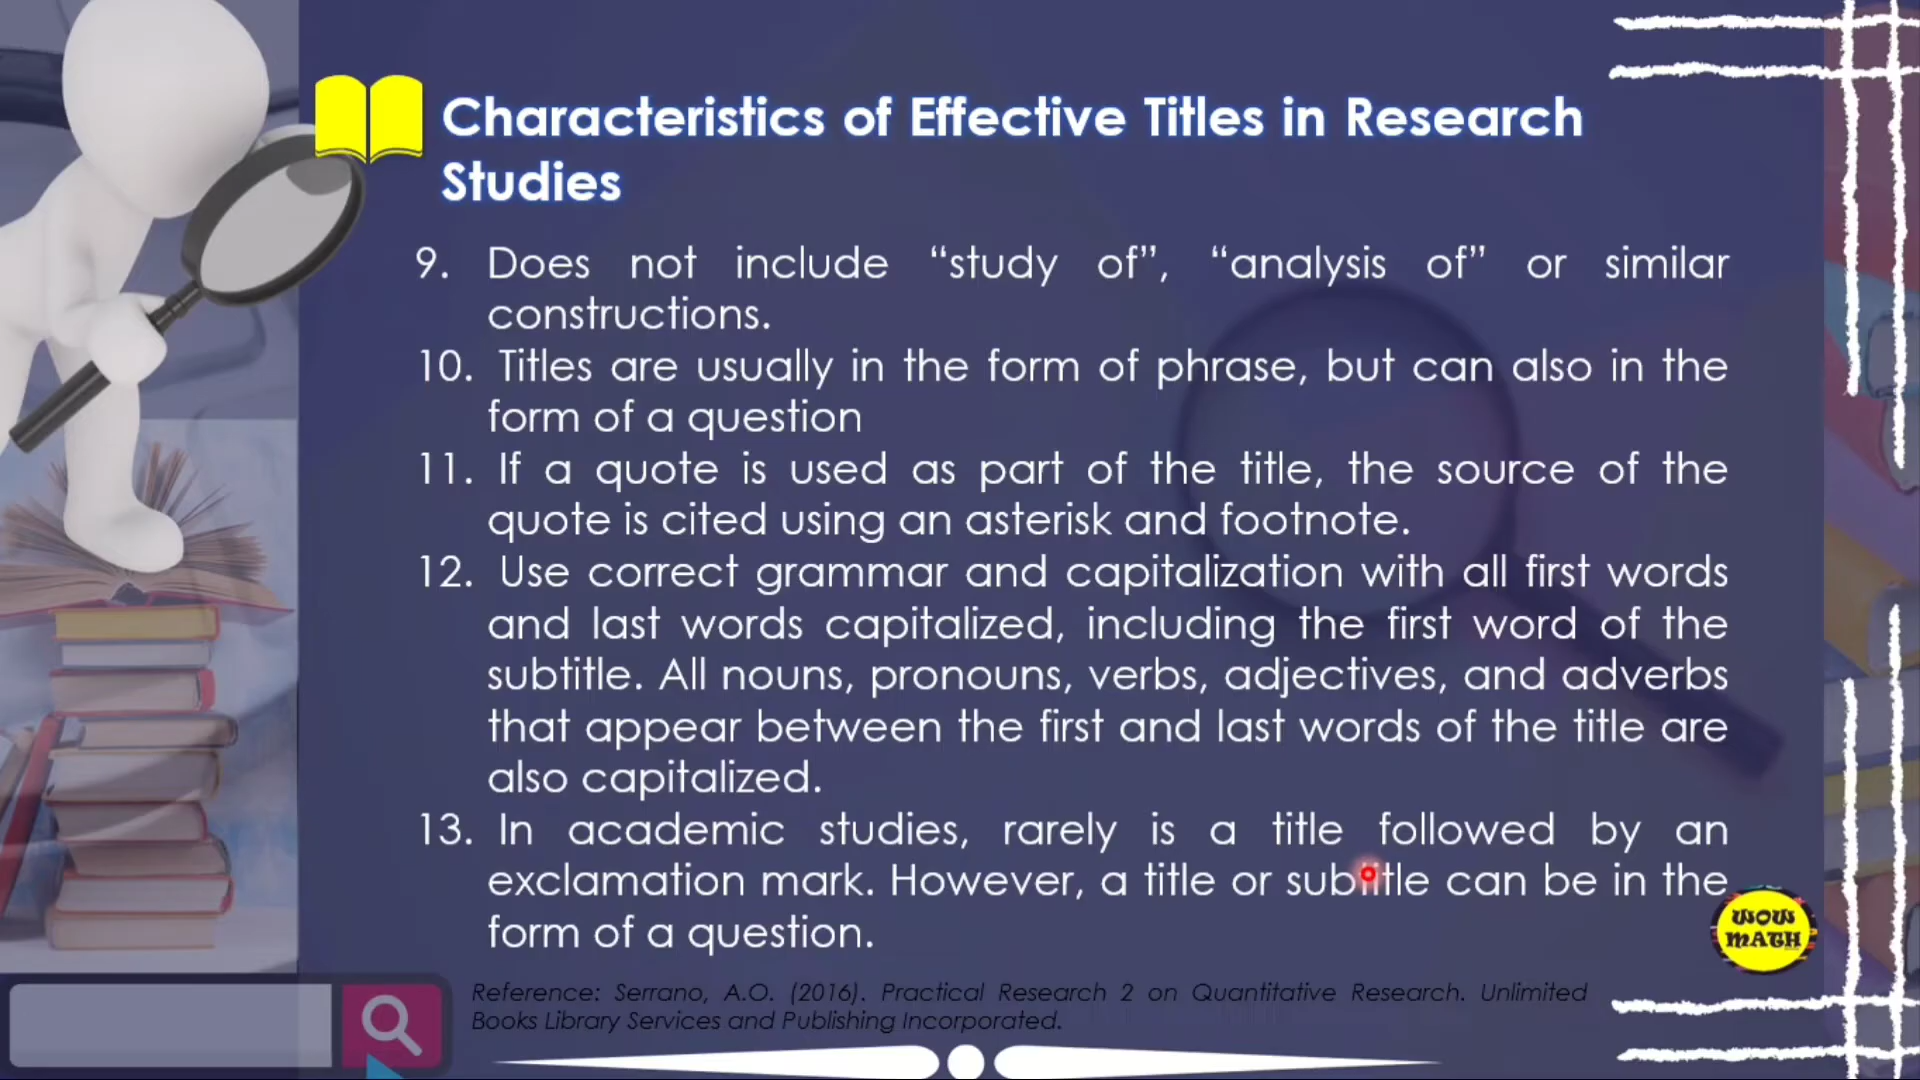 Characteristics of Effective Titles in Research
Studies
9. Does not include “study of”, “analysis of” or similar
constructions.
10. Titles are usually in the form of phrase, but can also in the
form of a question
11. If a quote is used as part of the title, the source of the
quote is cited using an asterisk and footnote.
12. Use correct grammar and capitalization with all first words
and last words capitalized, including the first word of the
subtitle. All nouns, pronouns, verbs, adjectives, and adverbs
that appear between the first and last words of the title are
also capitalized.
13. In academic studies, rarely is a title followed by an
exclamation mark. However, a title or subtitle can be in the
form of a question.
WOW
MATH
Reference: Serrano, A.O. (2016). Practical Research 2 on Quantitative Research. Unlimited
Books Library Services and Publishing Incorporated.